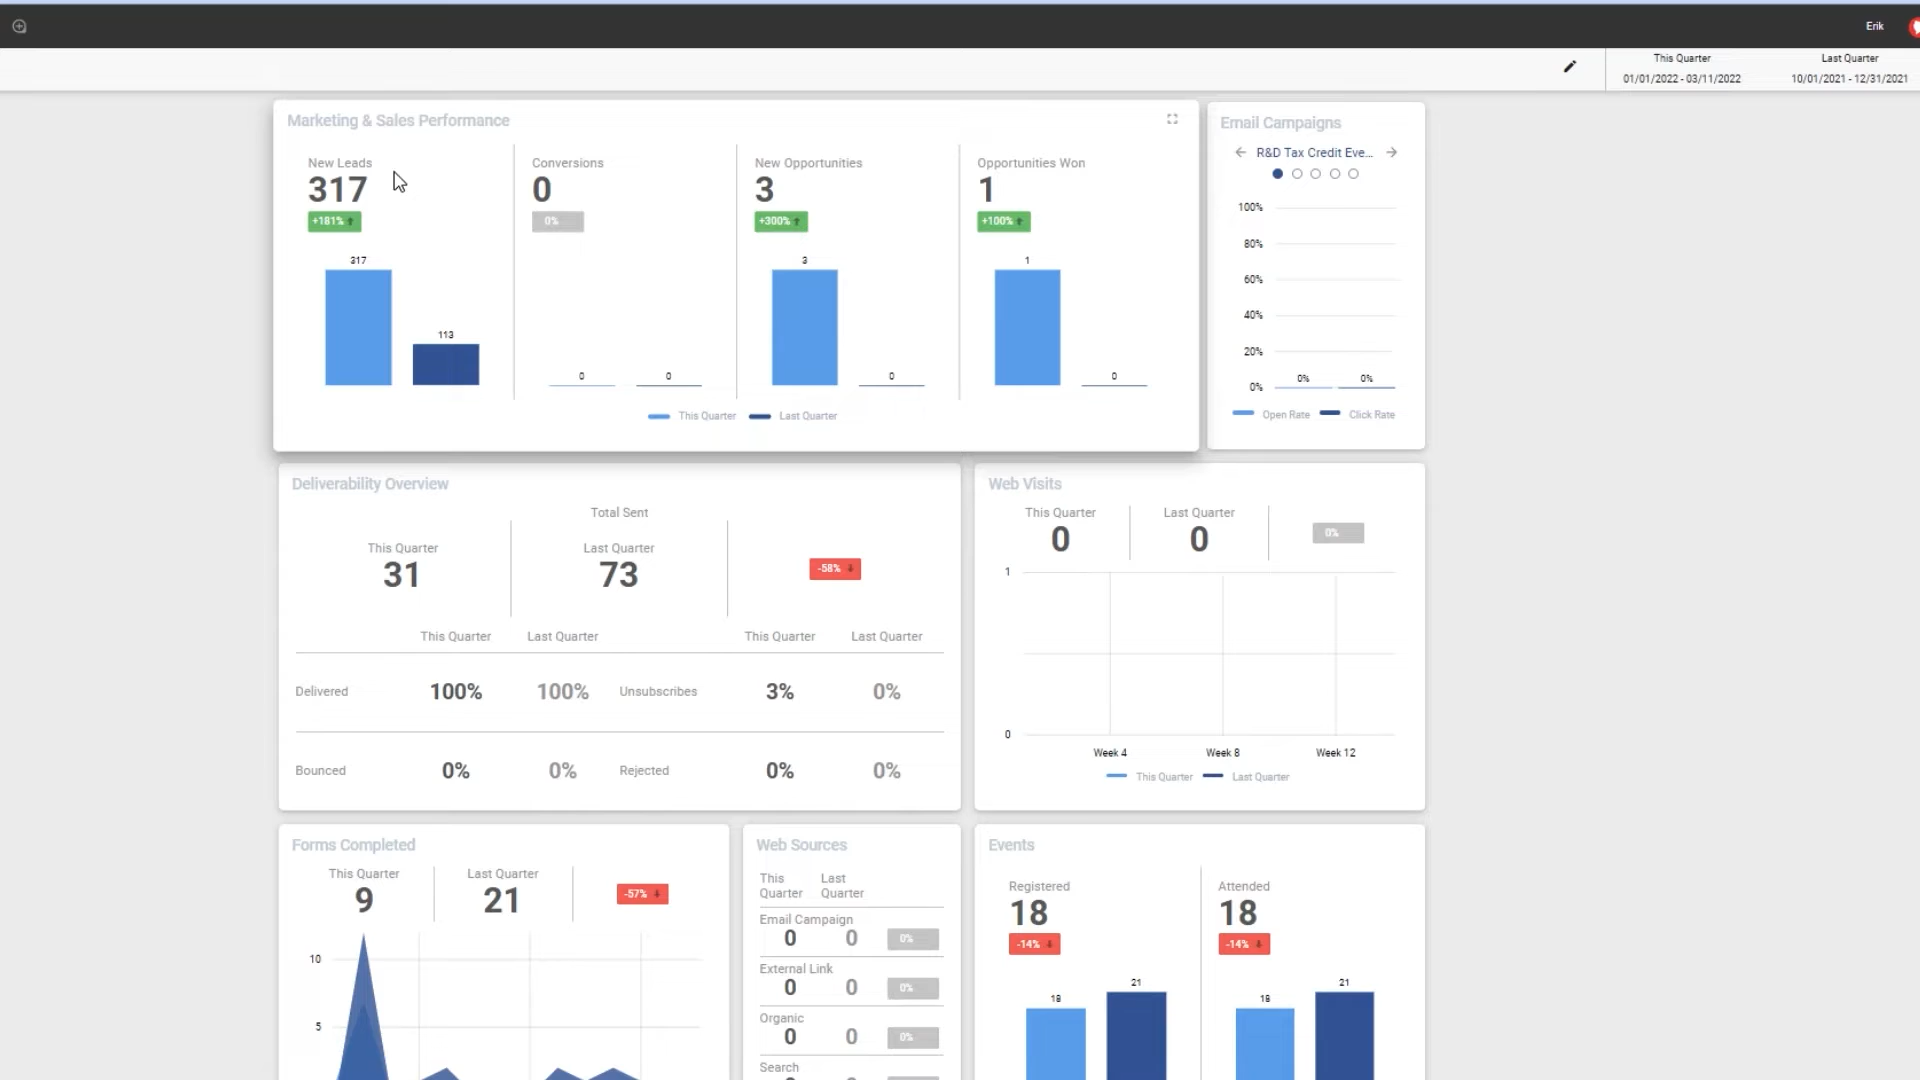 Erik
This Quarter
01/01/2022 - 03/11/2022
Last Quarter
10/01/2021 - 12/31/2021
Marketing & Sales Performance
New Leads
317
+181%
317
113
Conversions
0
0%
0
0
New Opportunities
3
+300%
3
0
Opportunities Won
1
+100%
1
0
This Quarter
Last Quarter
Email Campaigns
R&D Tax Credit Eve...
100%
80%
60%
40%
20%
0%
0%
0%
Open Rate
Click Rate
Deliverability Overview
Total Sent
This Quarter
31
Last Quarter
73
-58%
This Quarter Last Quarter This Quarter Last Quarter
Delivered 100% 100% Unsubscribes 3% 0%
Bounced 0% 0% Rejected 0% 0%
Web Visits
This Quarter
0
Last Quarter
0
0%
1
0
Week 4
Week 8
Week 12
This Quarter
Last Quarter
Forms Completed
This Quarter
9
Last Quarter
21
-57%
10
5
Web Sources
This
Quarter
Last
Quarter
Email Campaign
0 0 0%
External Link
0 0 0%
Organic
0 0 0%
Search
Events
Registered
18
-14%
18
21
Attended
18
-14%
18
21